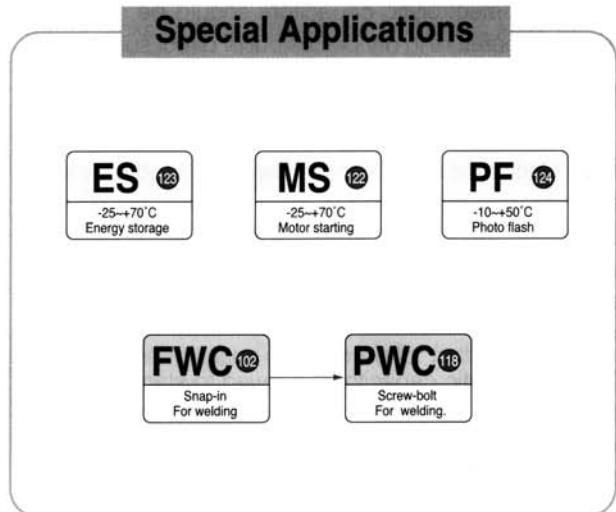 Special Applications
ES 123
-25~+70°C
Energy storage
MS 122
-25~+70°C
Motor starting
PF 124
-10~+50°C
Photo flash
FWC 102
Snap-in
For welding
PWC 118
Screw-bolt
For welding.